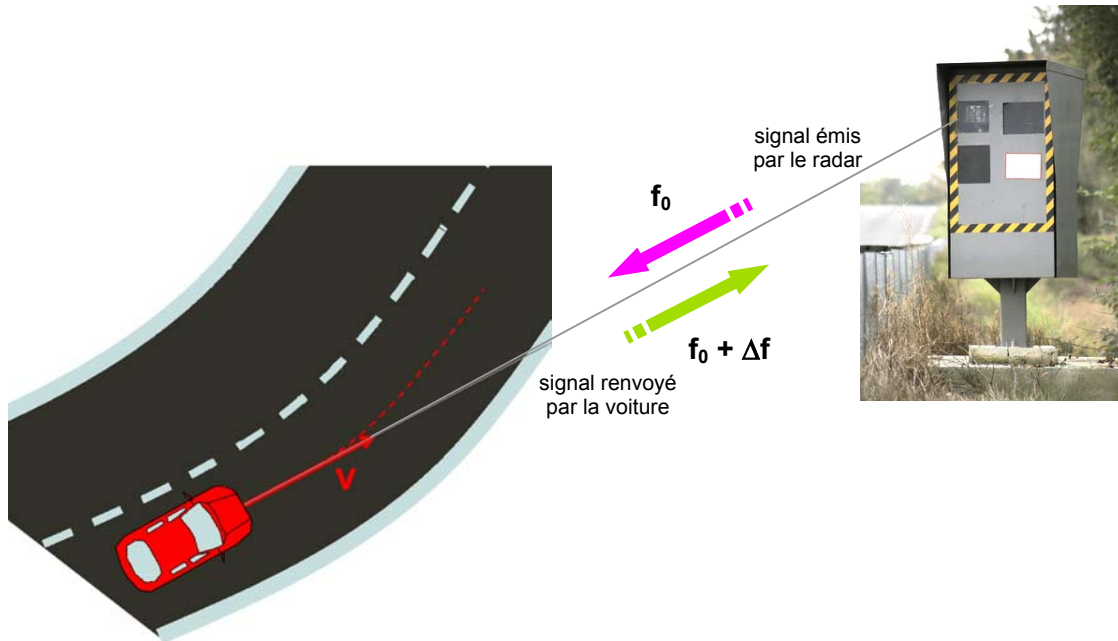 signal émis
par le radar
f₀
f₀ + Δf
signal renvoyé
par la voiture
V